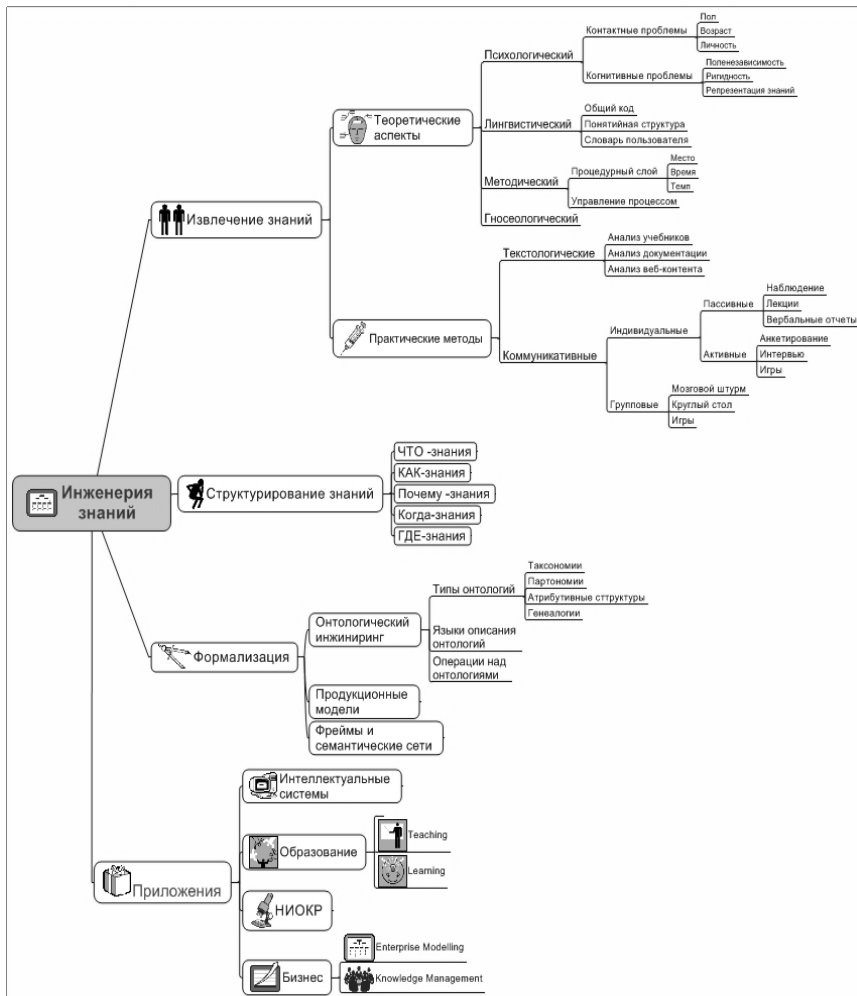 Инженерия
знаний
Извлечение знаний
Теоретические
аспекты
Психологический
Контактные проблемы
Пол
Возраст
Личность
Когнитивные проблемы
Поленезависимость
Ригидность
Репрезентация знаний
Лингвистический
Общий код
Понятийная структура
Словарь пользователя
Методический
Процедурный слой
Место
Время
Темп
Управление процессом
Гносеологический
Практические методы
Текстологические
Анализ учебников
Анализ документации
Анализ веб-контента
Коммуникативные
Индивидуальные
Пассивные
Наблюдение
Лекции
Вербальные отчеты
Активные
Анкетирование
Интервью
Игры
Групповые
Мозговой штурм
Круглый стол
Игры
Структурирование знаний
ЧТО -знания
КАК-знания
Почему -знания
Когда-знания
ГДЕ-знания
Формализация
Онтологический
инжиниринг
Типы онтологий
Таксономии
Партономии
Атрибутивные сттруктуры
Генеалогии
Языки описания
онтологий
Операции над
онтологиями
Продукционные
модели
Фреймы и
семантические сети
Приложения
Интеллектуальные
системы
Образование
Teaching
Learning
НИОКР
Бизнес
Enterprise Modelling
Knowledge Management